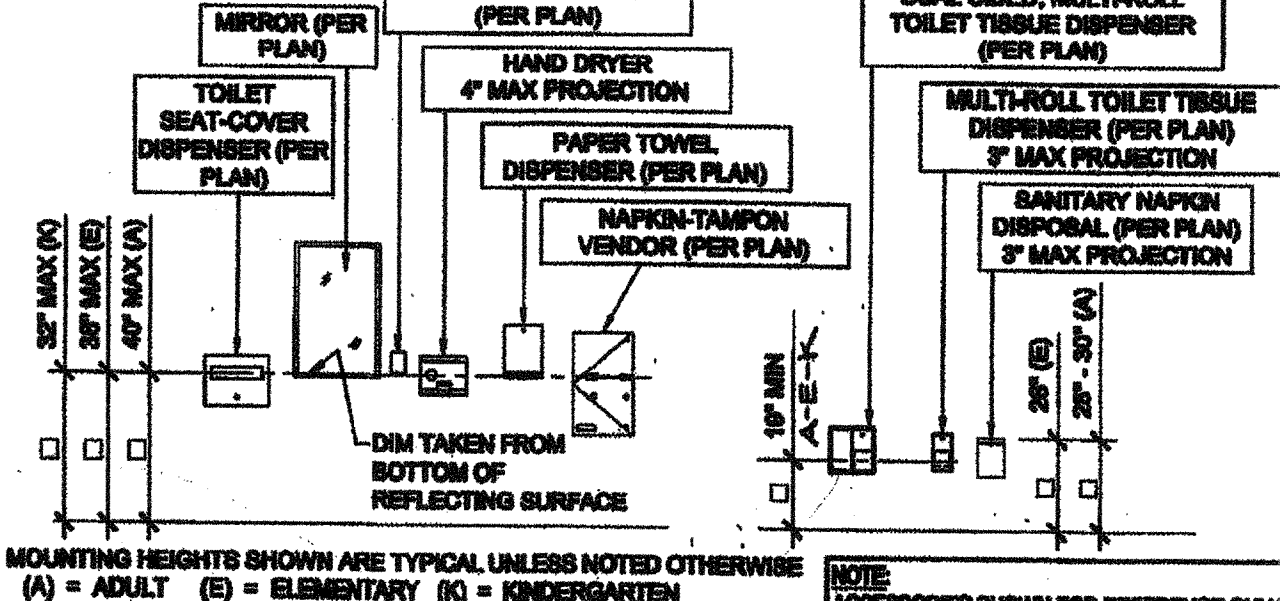 (PER PLAN)
MIRROR (PER
PLAN)
HAND DRYER
4" MAX PROJECTION
TOILET
SEAT-COVER
DISPENSER (PER
PLAN)
PAPER TOWEL
DISPENSER (PER PLAN)
NAPKIN-TAMPON
VENDOR (PER PLAN)
DUAL SIDED, MULTI-ROLL
TOILET TISSUE DISPENSER
(PER PLAN)
MULTI-ROLL TOILET TISSUE
DISPENSER (PER PLAN)
3" MAX PROJECTION
SANITARY NAPKIN
DISPOSAL (PER PLAN)
3" MAX PROJECTION
32" MAX (K)
36" MAX (E)
40" MAX (A)
DIM TAKEN FROM
BOTTOM OF
REFLECTING SURFACE
19" MIN
A-E-K
26" (E)
28" - 30" (A)
MOUNTING HEIGHTS SHOWN ARE TYPICAL UNLESS NOTED OTHERWISE
(A) = ADULT (E) = ELEMENTARY (K) = KINDERGARTEN
NOTE: